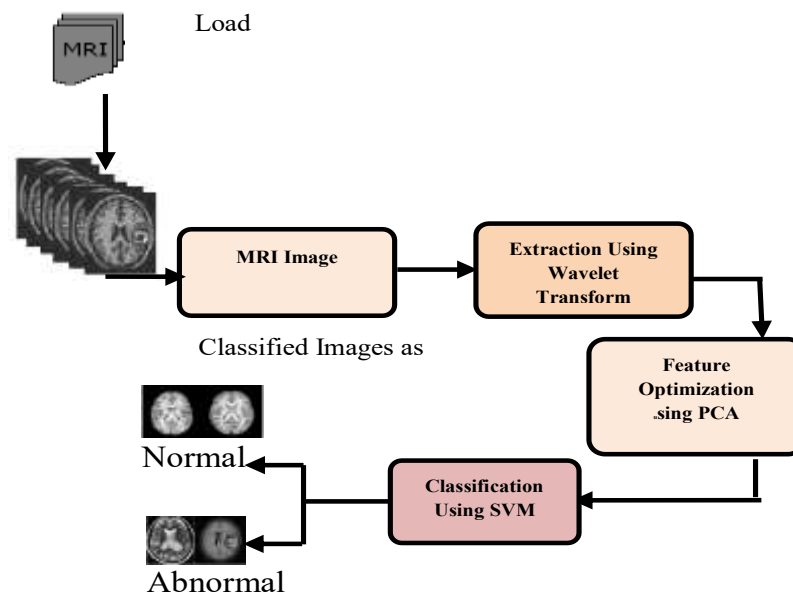 Load
MRI
MRI Image
Extraction Using
Wavelet
Transform
Feature
Optimization
sing PCA
Classified Images as
Normal
Classification
Using SVM
Abnormal